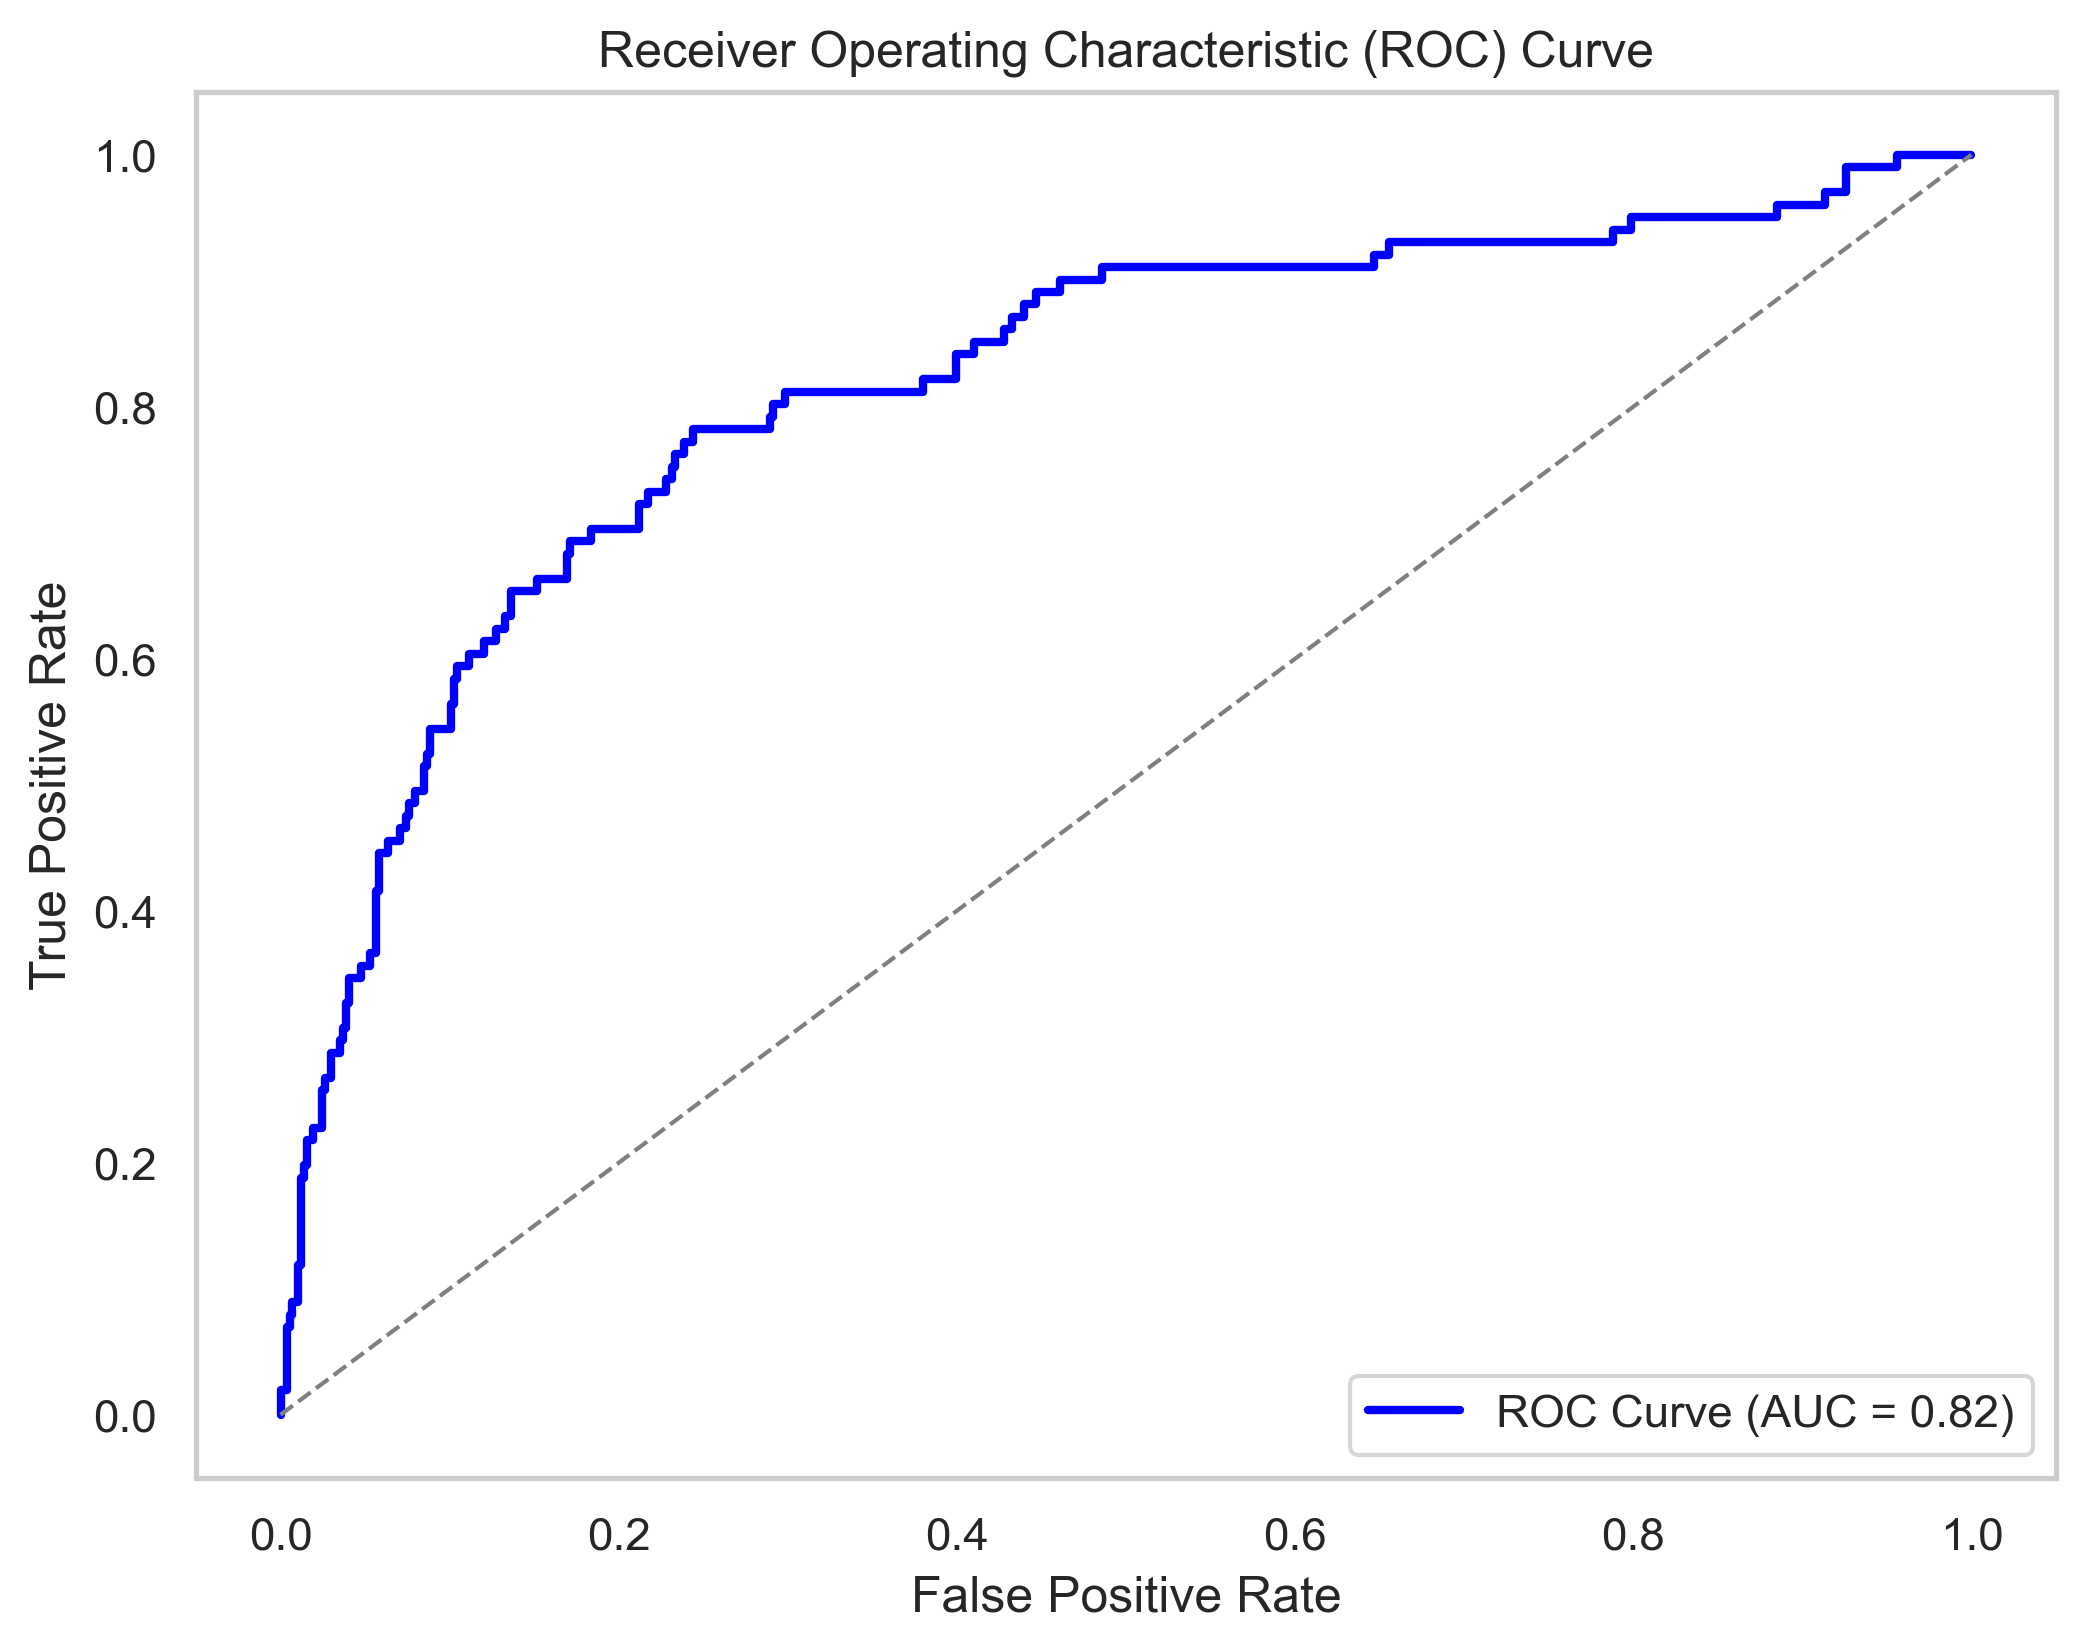 Receiver Operating Characteristic (ROC) Curve
True Positive Rate
1.0
0.8
0.6
0.4
0.2
0.0
ROC Curve (AUC = 0.82)
0.0 0.2 0.4 0.6 0.8 1.0
False Positive Rate